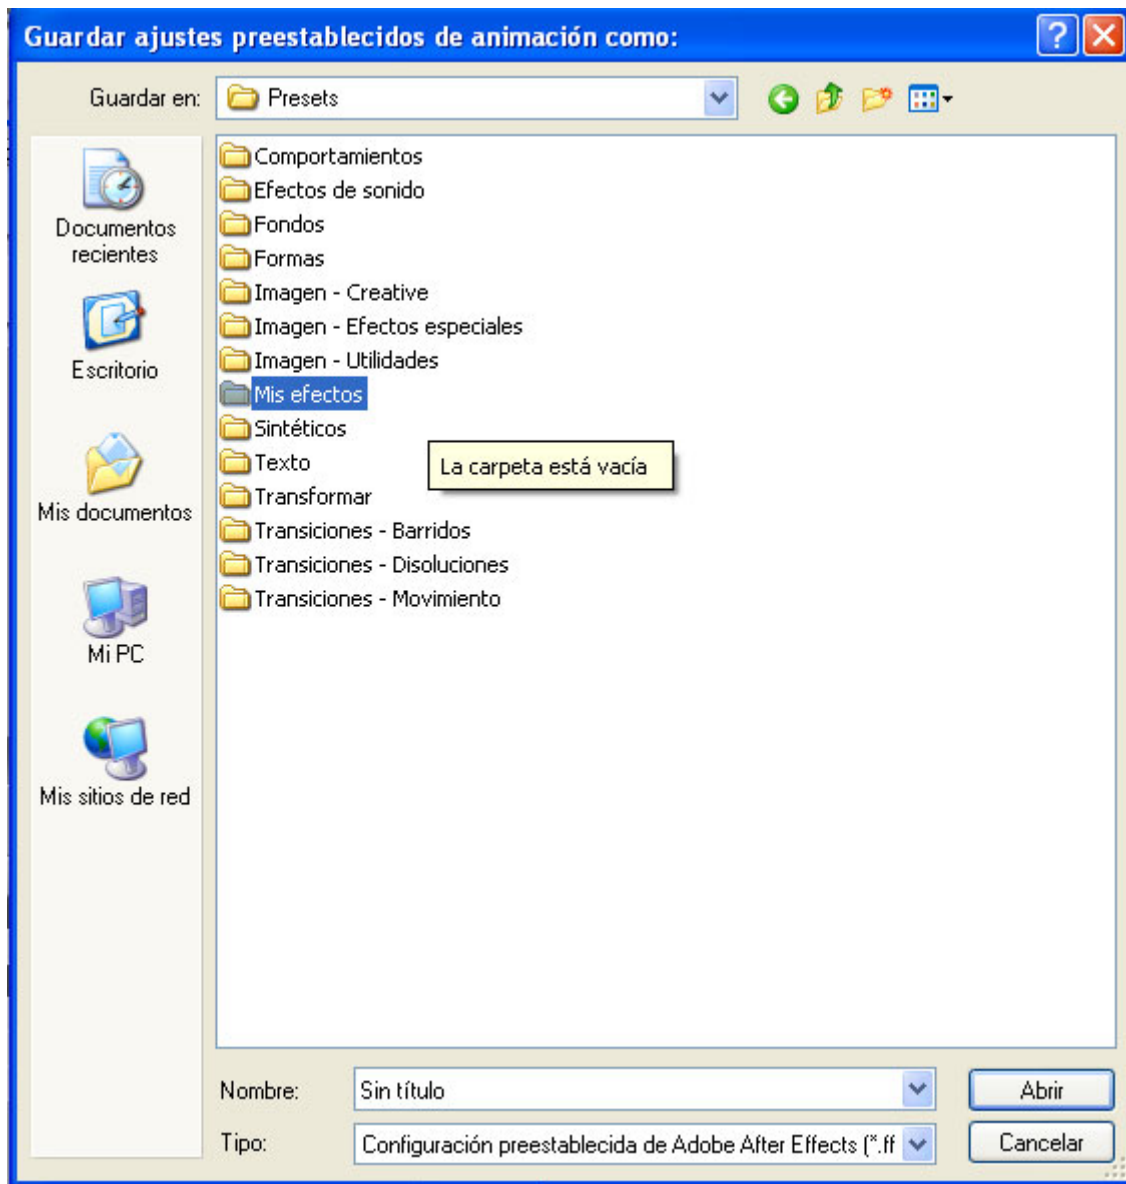 Guardar ajustes preestablecidos de animación como:
Guardar en:
Presets
Documentos
recientes
Escritorio
Mis documentos
Mi PC
Mis sitios de red
Comportamientos
Efectos de sonido
Fondos
Formas
Imagen - Creative
Imagen - Efectos especiales
Imagen - Utilidades
Mis efectos
Sintéticos
Texto
La carpeta está vacía
Transformar
Transiciones - Barridos
Transiciones - Disoluciones
Transiciones - Movimiento
Nombre:
Sin título
Abrir
Tipo:
Configuración preestablecida de Adobe After Effects (*.ff
Cancelar